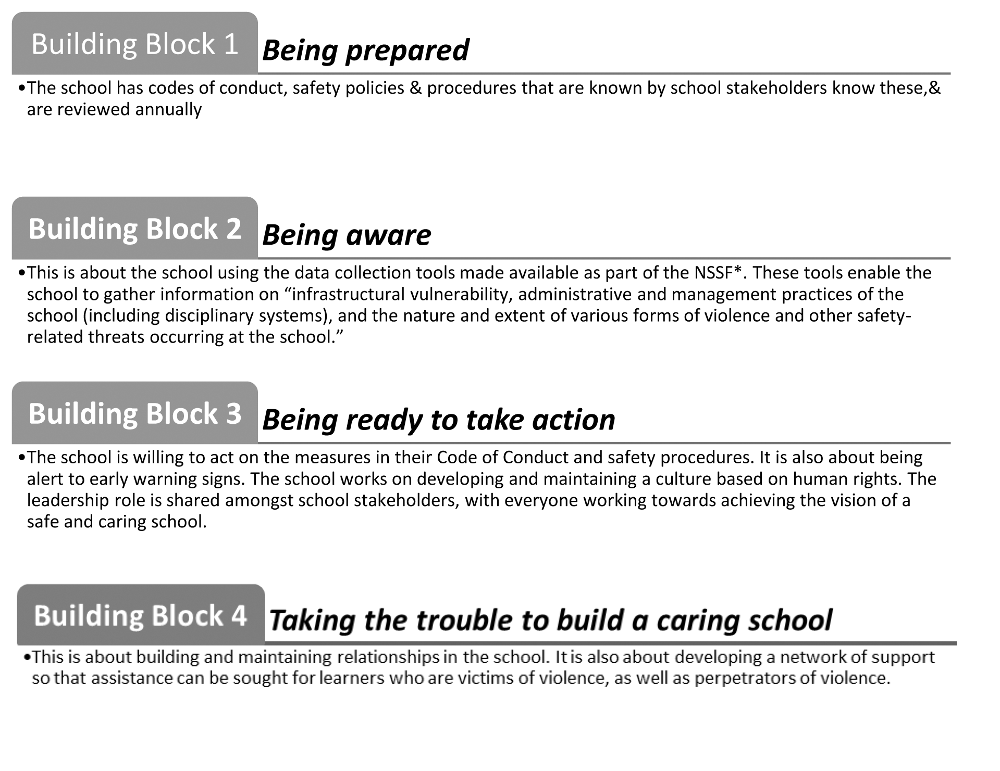 Building Block 1 Being prepared
•The school has codes of conduct, safety policies & procedures that are known by school stakeholders know these,&
are reviewed annually
Building Block 2 Being aware
•This is about the school using the data collection tools made available as part of the NSSF*. These tools enable the
school to gather information on “infrastructural vulnerability, administrative and management practices of the
school (including disciplinary systems), and the nature and extent of various forms of violence and other safety-
related threats occurring at the school.”
Building Block 3 Being ready to take action
•The school is willing to act on the measures in their Code of Conduct and safety procedures. It is also about being
alert to early warning signs. The school works on developing and maintaining a culture based on human rights. The
leadership role is shared amongst school stakeholders, with everyone working towards achieving the vision of a
safe and caring school.
Building Block 4 Taking the trouble to build a caring school
•This is about building and maintaining relationships in the school. It is also about developing a network of support
so that assistance can be sought for learners who are victims of violence, as well as perpetrators of violence.